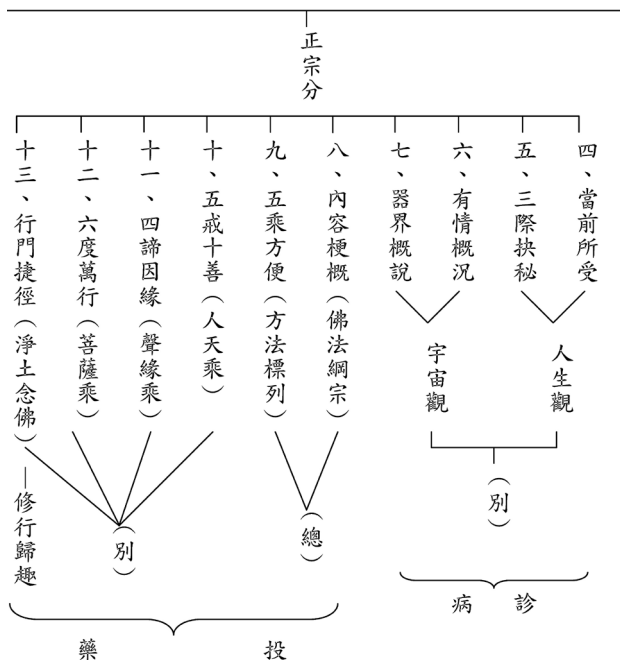 正宗分
四、當前所受
五、三際抉秘
六、有情概況
七、器界概說
八、內容梗概（佛法綱宗）
九、五乘方便（方法標列）
十、五戒十善（人天乘）
十一、四諦因緣（聲緣乘）
十二、六度萬行（菩薩乘）
十三、行門捷徑（淨土念佛）—修行歸趣
人生觀
宇宙觀
（別）
（總）
（別）
診病
投藥